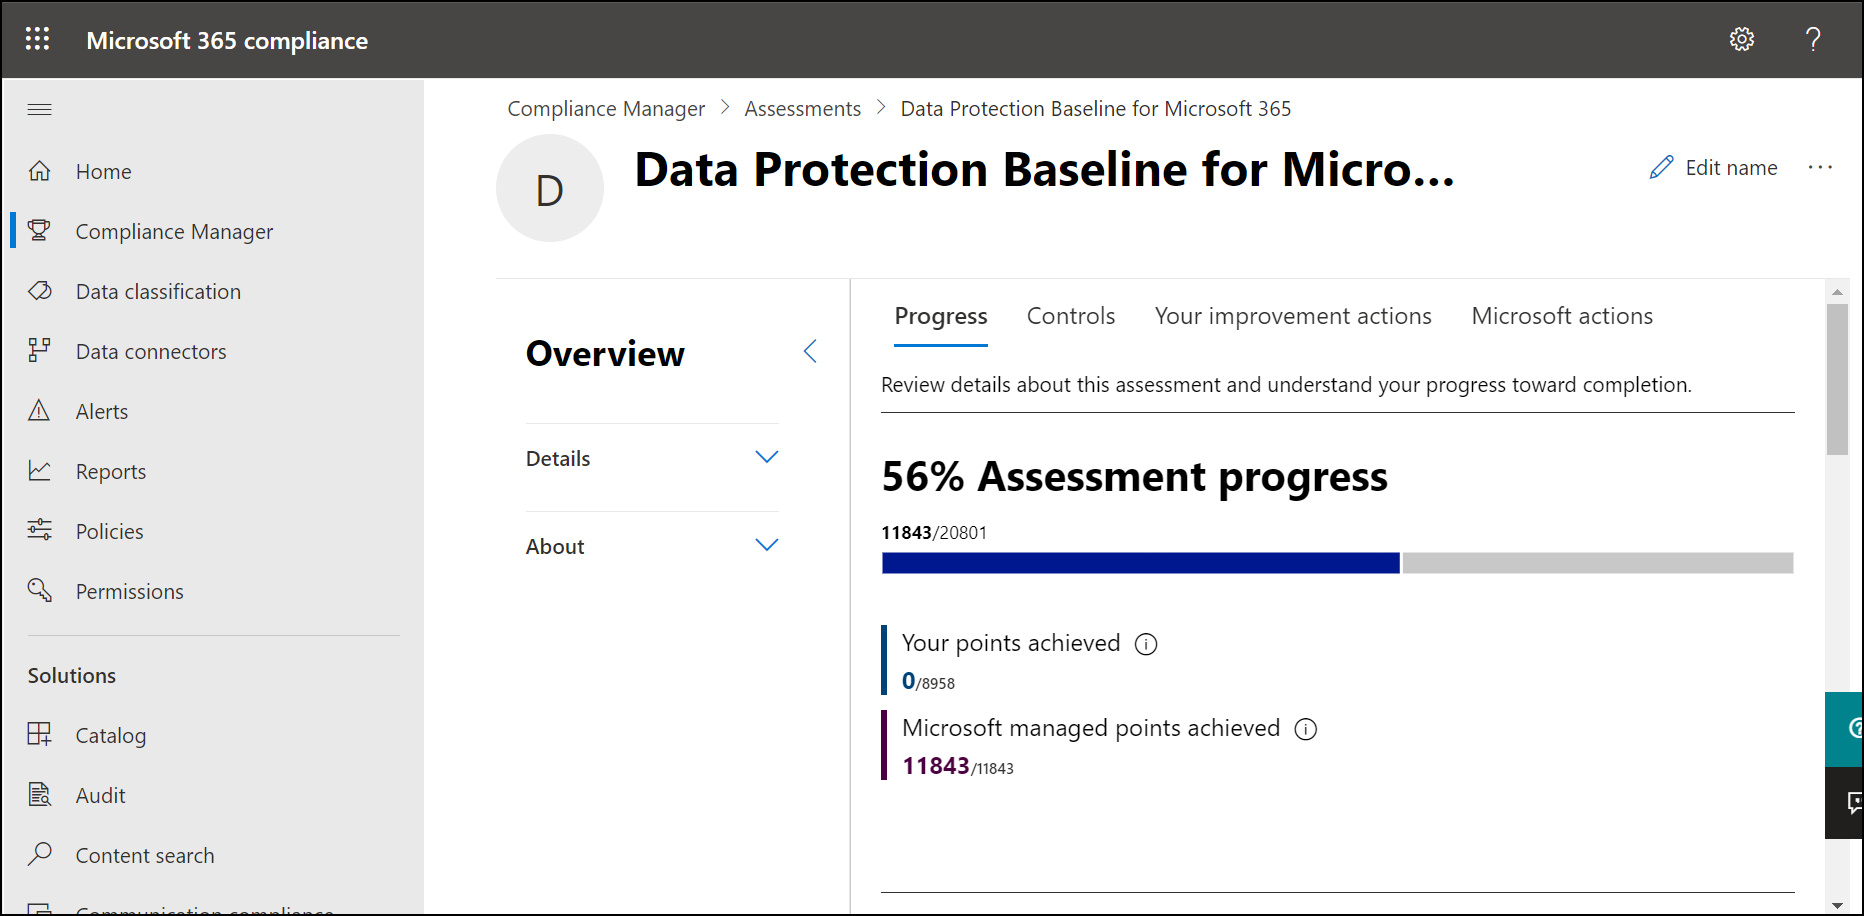 Microsoft 365 compliance
Compliance Manager > Assessments > Data Protection Baseline for Microsoft 365
D
Data Protection Baseline for Micro...
Edit name
Home
Compliance Manager
Data classification
Data connectors
Alerts
Reports
Policies
Permissions
Solutions
Catalog
Audit
Content search
Communication compliance
Overview
Details
About
Progress
Controls
Your improvement actions
Microsoft actions
Review details about this assessment and understand your progress toward completion.
56% Assessment progress
11843/20801
Your points achieved
0/8958
Microsoft managed points achieved
11843/11843